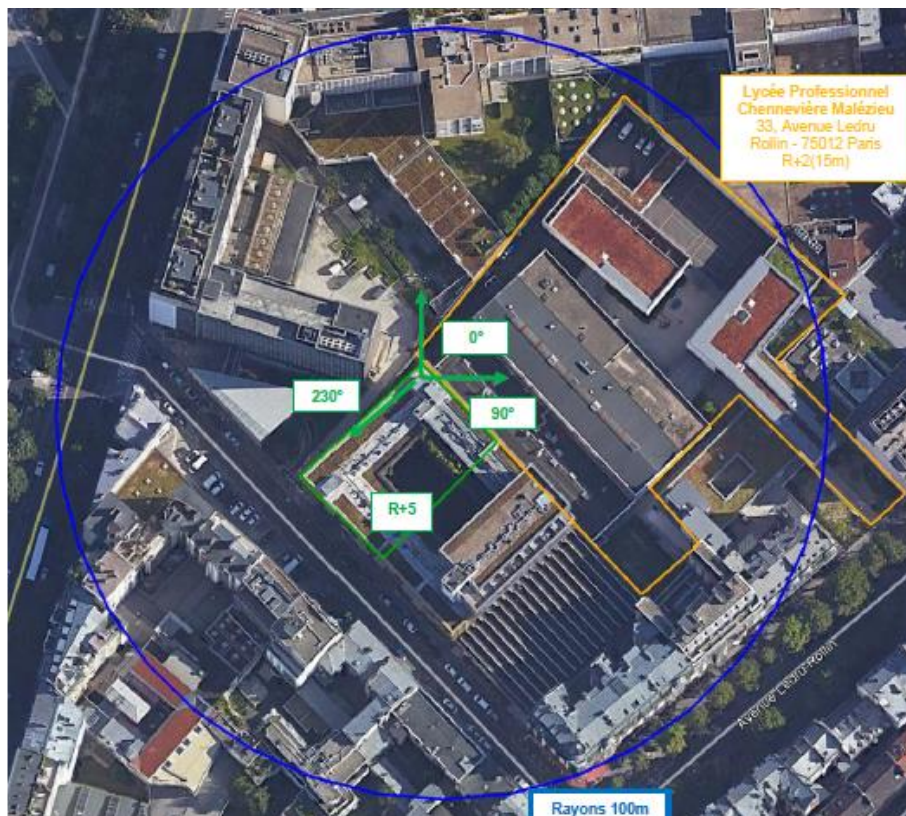 Lycée Professionnel
Chennevière Malézieu
33, Avenue Ledru
Rollin - 75012 Paris
R+2(15m)
0°
230°
90°
R+5
Avenue Ledru-Rollin
Rayons 100m